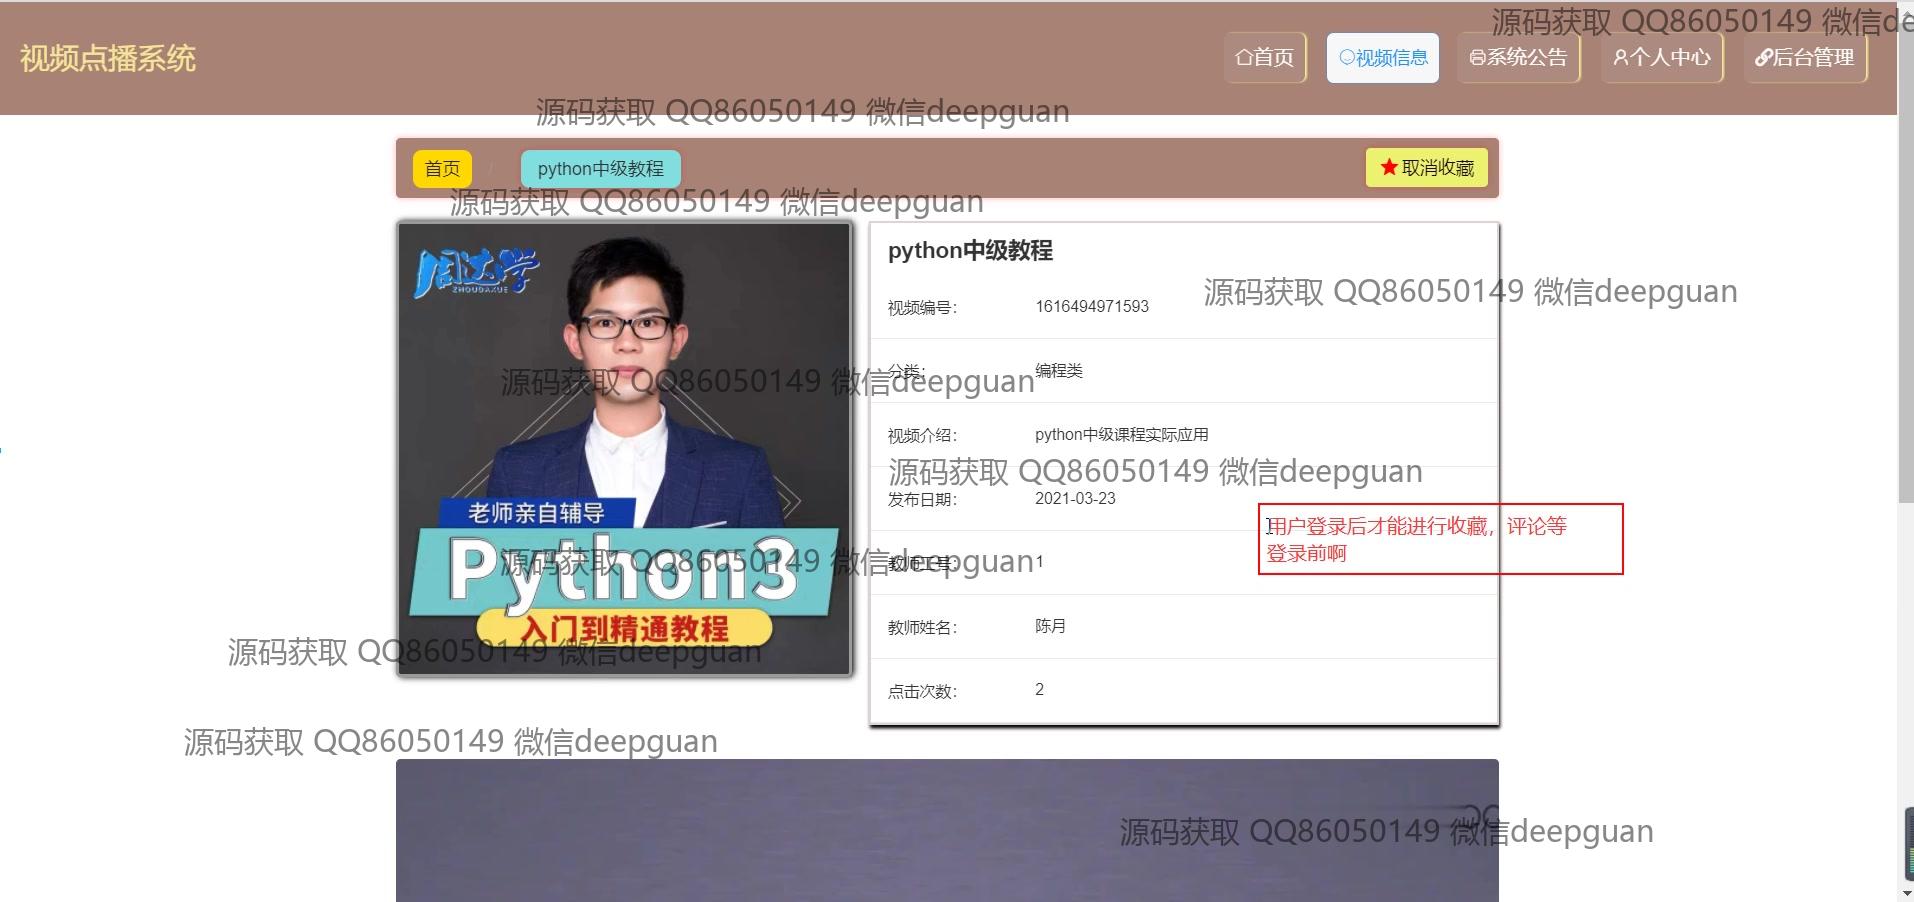 源码获取 QQ86050149 微信de
视频点播系统
首页
视频信息
系统公告
个人中心
后台管理
源码获取 QQ86050149 微信deepguan
首页 / python中级教程
取消收藏
源码获取 QQ86050149 微信deepguan
周达学
ZHOUDAXUE
python中级教程
源码获取 QQ86050149 微信deepguan
视频编号: 1616494971593
分类: 编程类
源码获取 QQ86050149 微信deepguan
视频介绍: python中级课程实际应用
源码获取 QQ86050149 微信deepguan
发布日期: 2021-03-23
老师亲自辅导
用户登录后才能进行收藏，评论等
登录前啊
Python3
源码获取 QQ86050149 微信deepguan
教师工号: 1
入门到精通教程
教师姓名: 陈月
源码获取 QQ86050149 微信deepguan
点击次数: 2
源码获取 QQ86050149 微信deepguan
源码获取 QQ86050149 微信deepguan